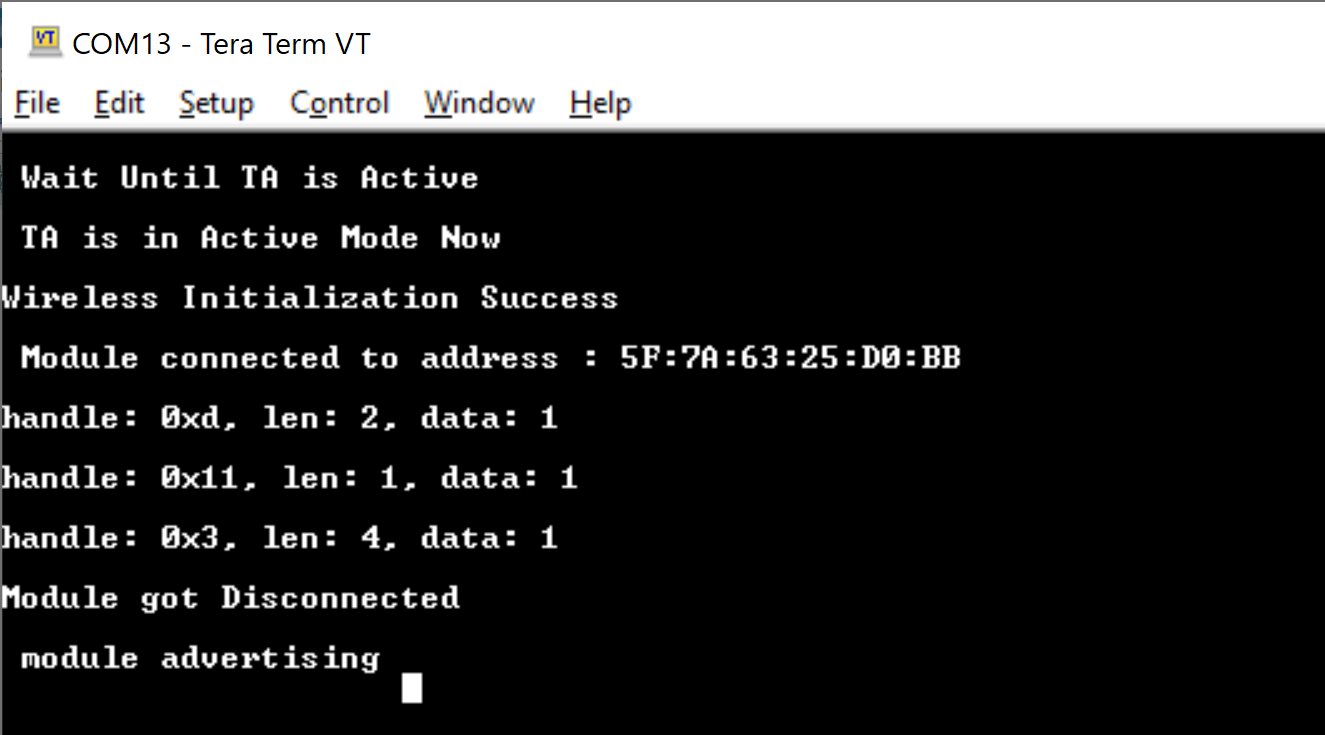 VT COM13 - Tera Term VT
File Edit Setup Control Window Help
Wait Until TA is Active
TA is in Active Mode Now
Wireless Initialization Success
Module connected to address : 5F:7A:63:25:D0:BB
handle: 0xd, len: 2, data: 1
handle: 0x11, len: 1, data: 1
handle: 0x3, len: 4, data: 1
Module got Disconnected
module advertising